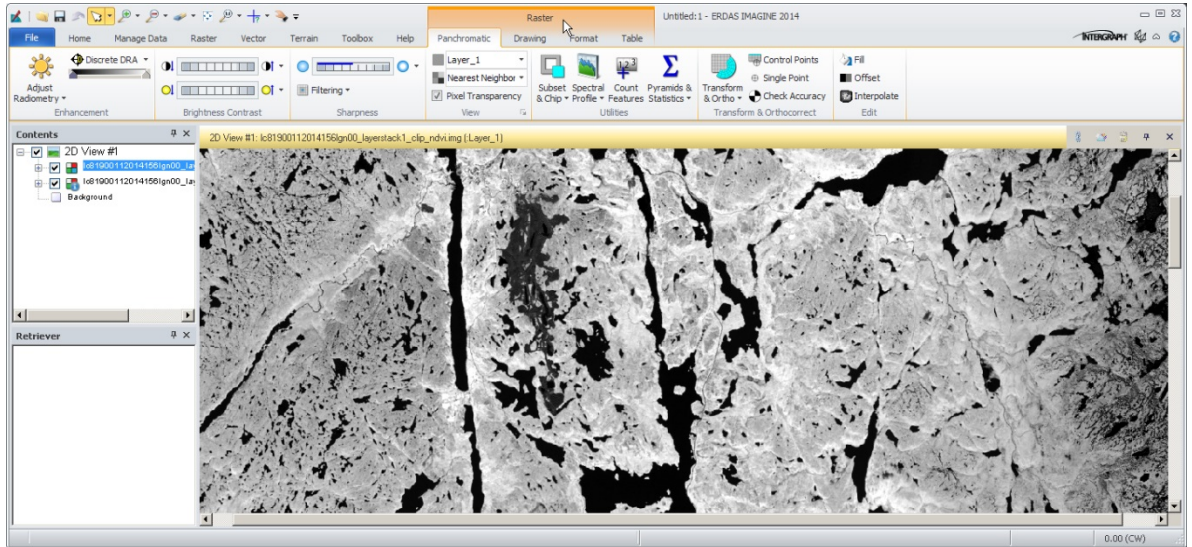 Raster
Untitled:1 - ERDAS IMAGINE 2014
File Home Manage Data Raster Vector Terrain Toolbox Help Panchromatic Drawing Format Table
INTERGRAPH
Discrete DRA
Adjust Radiometry
Enhancement
Brightness Contrast
Filtering
Sharpness
Layer_1
Nearest Neighbor
Pixel Transparency
View
Subset & Chip
Spectral Profile
Count Features
Pyramids & Statistics
Utilities
Transform & Ortho
Control Points
Single Point
Check Accuracy
Transform & Orthocorrect
Fill
Offset
Interpolate
Edit
Contents
2D View #1
lc81900112014156lgn00_la
lc81900112014156lgn00_la
Background
Retriever
2D View #1: lc81900112014156lgn00_layerstack1_clip_ndvi.img (:Layer_1)
0.00 (CW)